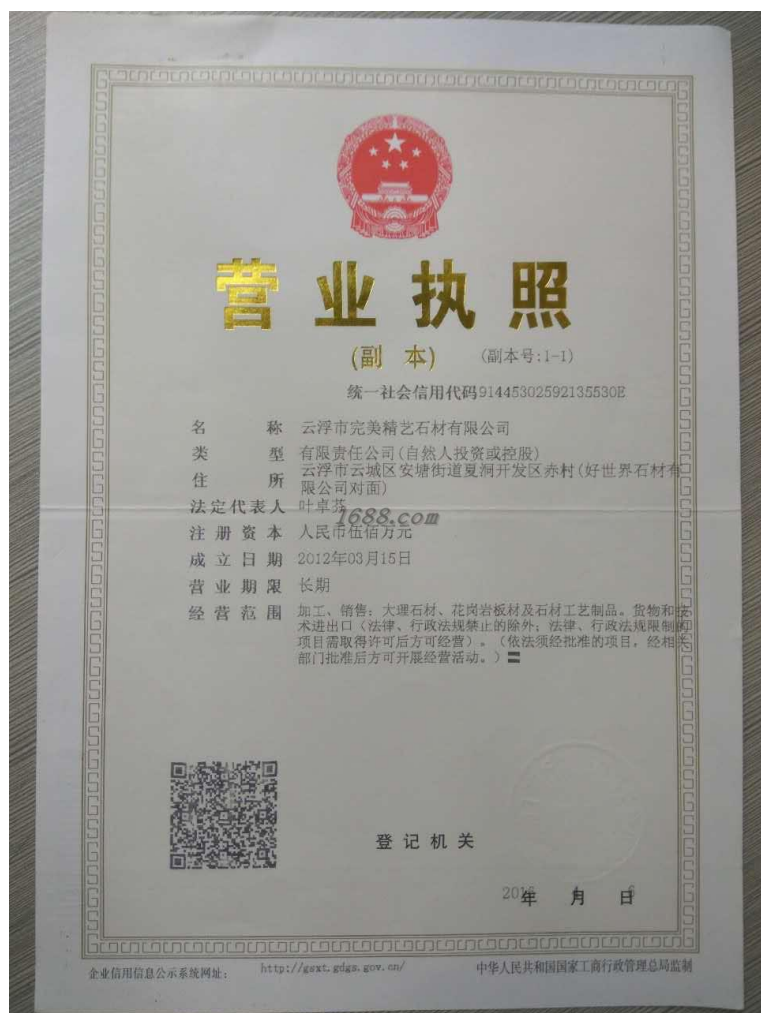 营业执照
(副 本) (副本号:1-1)
统一社会信用代码91445302592135530E
名 称 云浮市完美精艺石材有限公司
类 型 有限责任公司(自然人投资或控股)
住 所 云浮市云城区安塘街道夏洞开发区赤村(好世界石材有
限公司对面)
法定代表人 叶卓芬
1688.com
注册资本 人民币伍佰万元
成立日期 2012年03月15日
营业期限 长期
经营范围 加工、销售:大理石材、花岗岩板材及石材工艺制品。货物和技
术进出口(法律、行政法规禁止的除外;法律、行政法规限制的
项目需取得许可后方可经营)。(依法须经批准的项目,经相关
部门批准后方可开展经营活动。)
登记机关
2016年 月 6日
企业信用信息公示系统网址: http://gsxt.gdgs.gov.cn/ 中华人民共和国国家工商行政管理总局监制